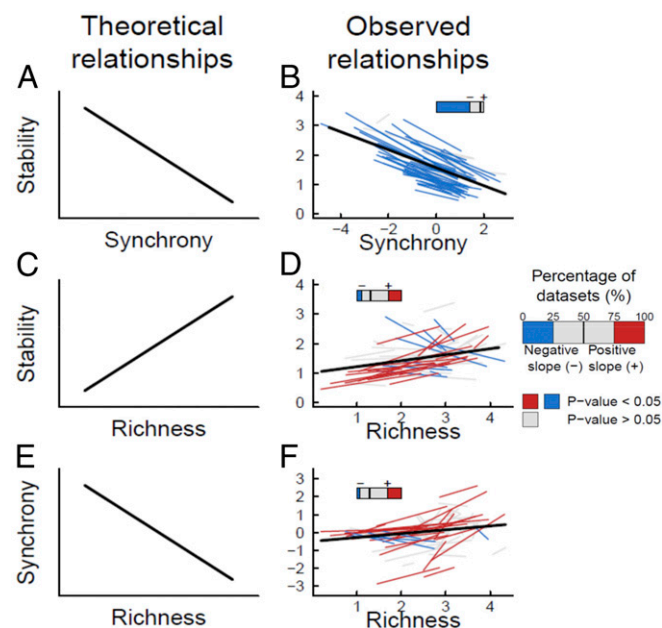 Theoretical
relationships
Observed
relationships
A
Stability
Synchrony
B
− +
4
3
2
1
0
−4 −2 0 2
Synchrony
C
Stability
Richness
D
− +
4
3
2
1
0
1 2 3 4
Richness
Percentage of
datasets (%)
0 25 50 75 100
Negative Positive
slope (−) slope (+)
P−value < 0.05
P−value > 0.05
E
Synchrony
Richness
F
− +
3
2
1
0
−1
−2
−3
1 2 3 4
Richness